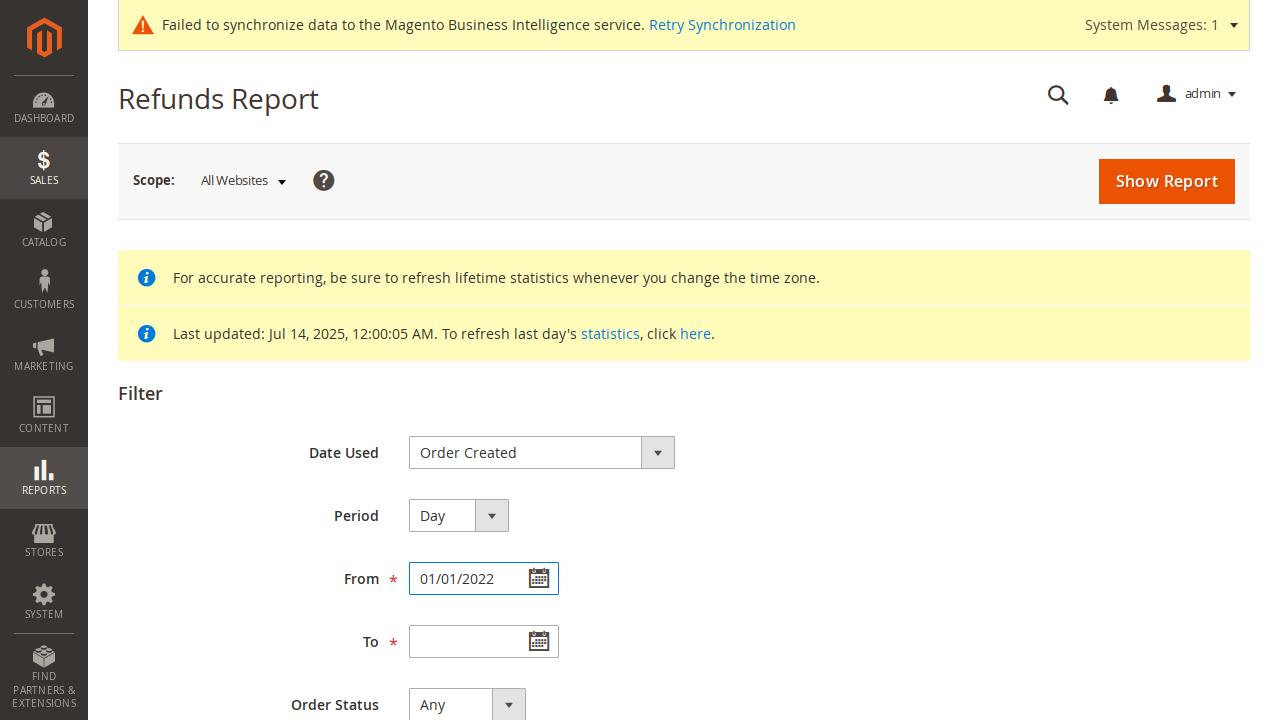 Failed to synchronize data to the Magento Business Intelligence service. Retry Synchronization
System Messages: 1
Refunds Report
admin
Scope:
All Websites
?
Show Report
For accurate reporting, be sure to refresh lifetime statistics whenever you change the time zone.
Last updated: Jul 14, 2025, 12:00:05 AM. To refresh last day's statistics, click here.
Filter
Date Used
Order Created
Period
Day
From *
01/01/2022
To *
Order Status
Any
DASHBOARD
$
SALES
CATALOG
CUSTOMERS
MARKETING
CONTENT
REPORTS
STORES
SYSTEM
FIND
PARTNERS &
EXTENSIONS